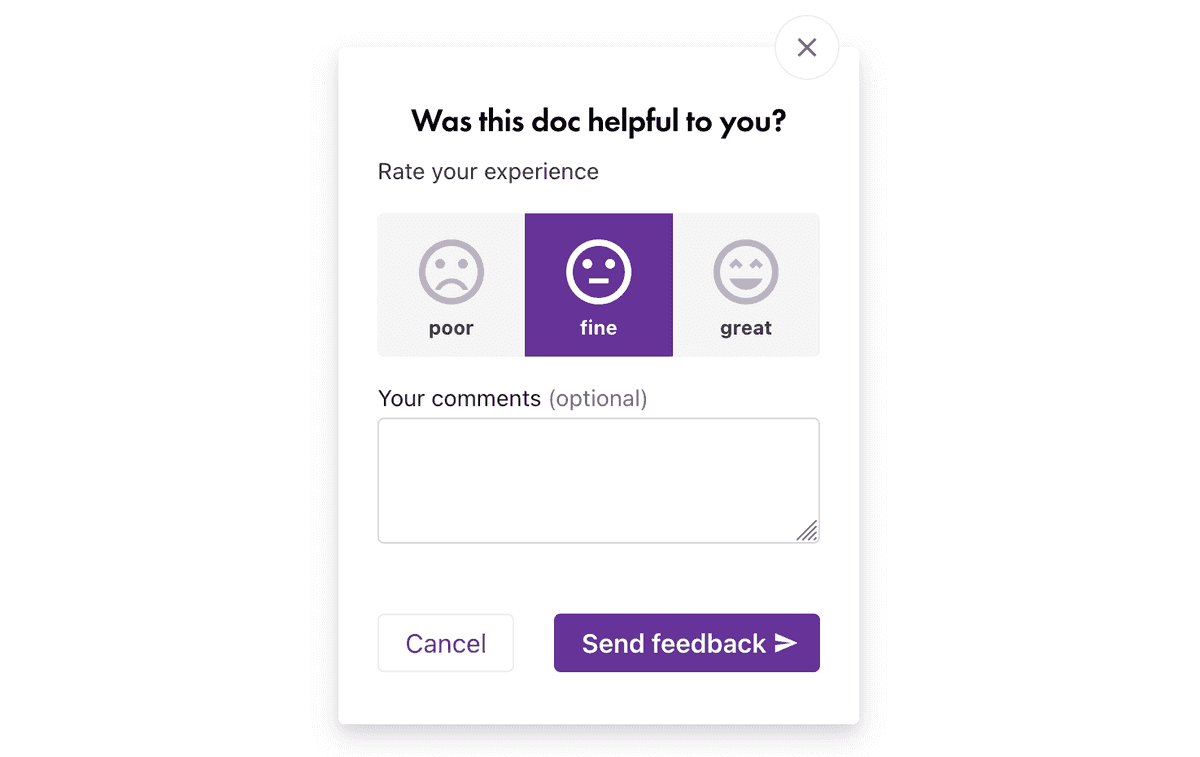 Was this doc helpful to you?
Rate your experience
poor fine great
Your comments (optional)
Cancel Send feedback